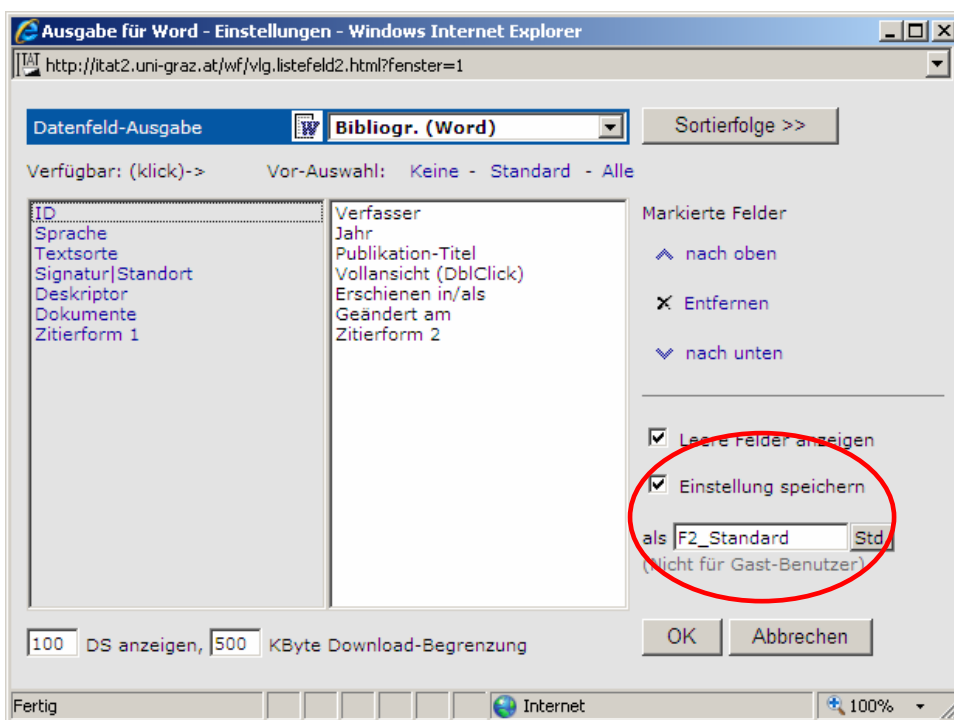 Ausgabe für Word - Einstellungen - Windows Internet Explorer
http://itat2.uni-graz.at/wf/vlg.listefeld2.html?fenster=1
Datenfeld-Ausgabe Bibliogr. (Word) Sortierfolge >>
Verfügbar: (klick)-> Vor-Auswahl: Keine - Standard - Alle
ID
Sprache
Textsorte
Signatur|Standort
Deskriptor
Dokumente
Zitierform 1
Verfasser
Jahr
Publikation-Titel
Vollansicht (DblClick)
Erschienen in/als
Geändert am
Zitierform 2
Markierte Felder
nach oben
Entfernen
nach unten
Leere Felder anzeigen
Einstellung speichern
als F2_Standard Std.
(Nicht für Gast-Benutzer)
100 DS anzeigen, 500 KByte Download-Begrenzung
OK Abbrechen
Fertig Internet 100%